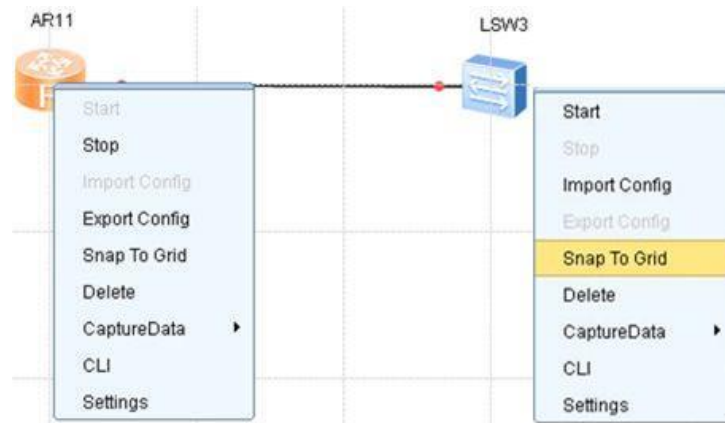 AR11
LSW3
Start
Stop
Import Config
Export Config
Snap To Grid
Delete
CaptureData
CLI
Settings
Start
Stop
Import Config
Export Config
Snap To Grid
Delete
CaptureData
CLI
Settings